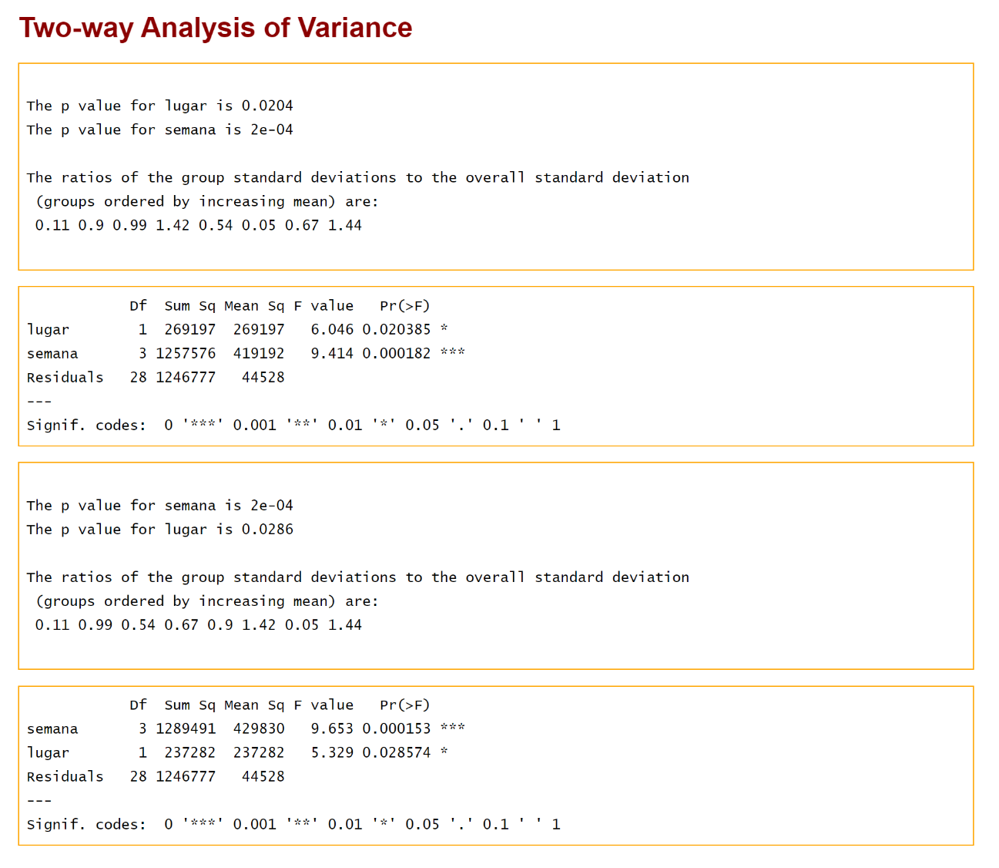 Two-way Analysis of Variance
The p value for lugar is 0.0204
The p value for semana is 2e-04
The ratios of the group standard deviations to the overall standard deviation
(groups ordered by increasing mean) are:
0.11 0.9 0.99 1.42 0.54 0.05 0.67 1.44
Df Sum Sq Mean Sq F value Pr(>F)
lugar 1 269197 269197 6.046 0.020385 *
semana 3 1257576 419192 9.414 0.000182 ***
Residuals 28 1246777 44528
---
Signif. codes: 0 '***' 0.001 '**' 0.01 '*' 0.05 '.' 0.1 ' ' 1
The p value for semana is 2e-04
The p value for lugar is 0.0286
The ratios of the group standard deviations to the overall standard deviation
(groups ordered by increasing mean) are:
0.11 0.99 0.54 0.67 0.9 1.42 0.05 1.44
Df Sum Sq Mean Sq F value Pr(>F)
semana 3 1289491 429830 9.653 0.000153 ***
lugar 1 237282 237282 5.329 0.028574 *
Residuals 28 1246777 44528
---
Signif. codes: 0 '***' 0.001 '**' 0.01 '*' 0.05 '.' 0.1 ' ' 1